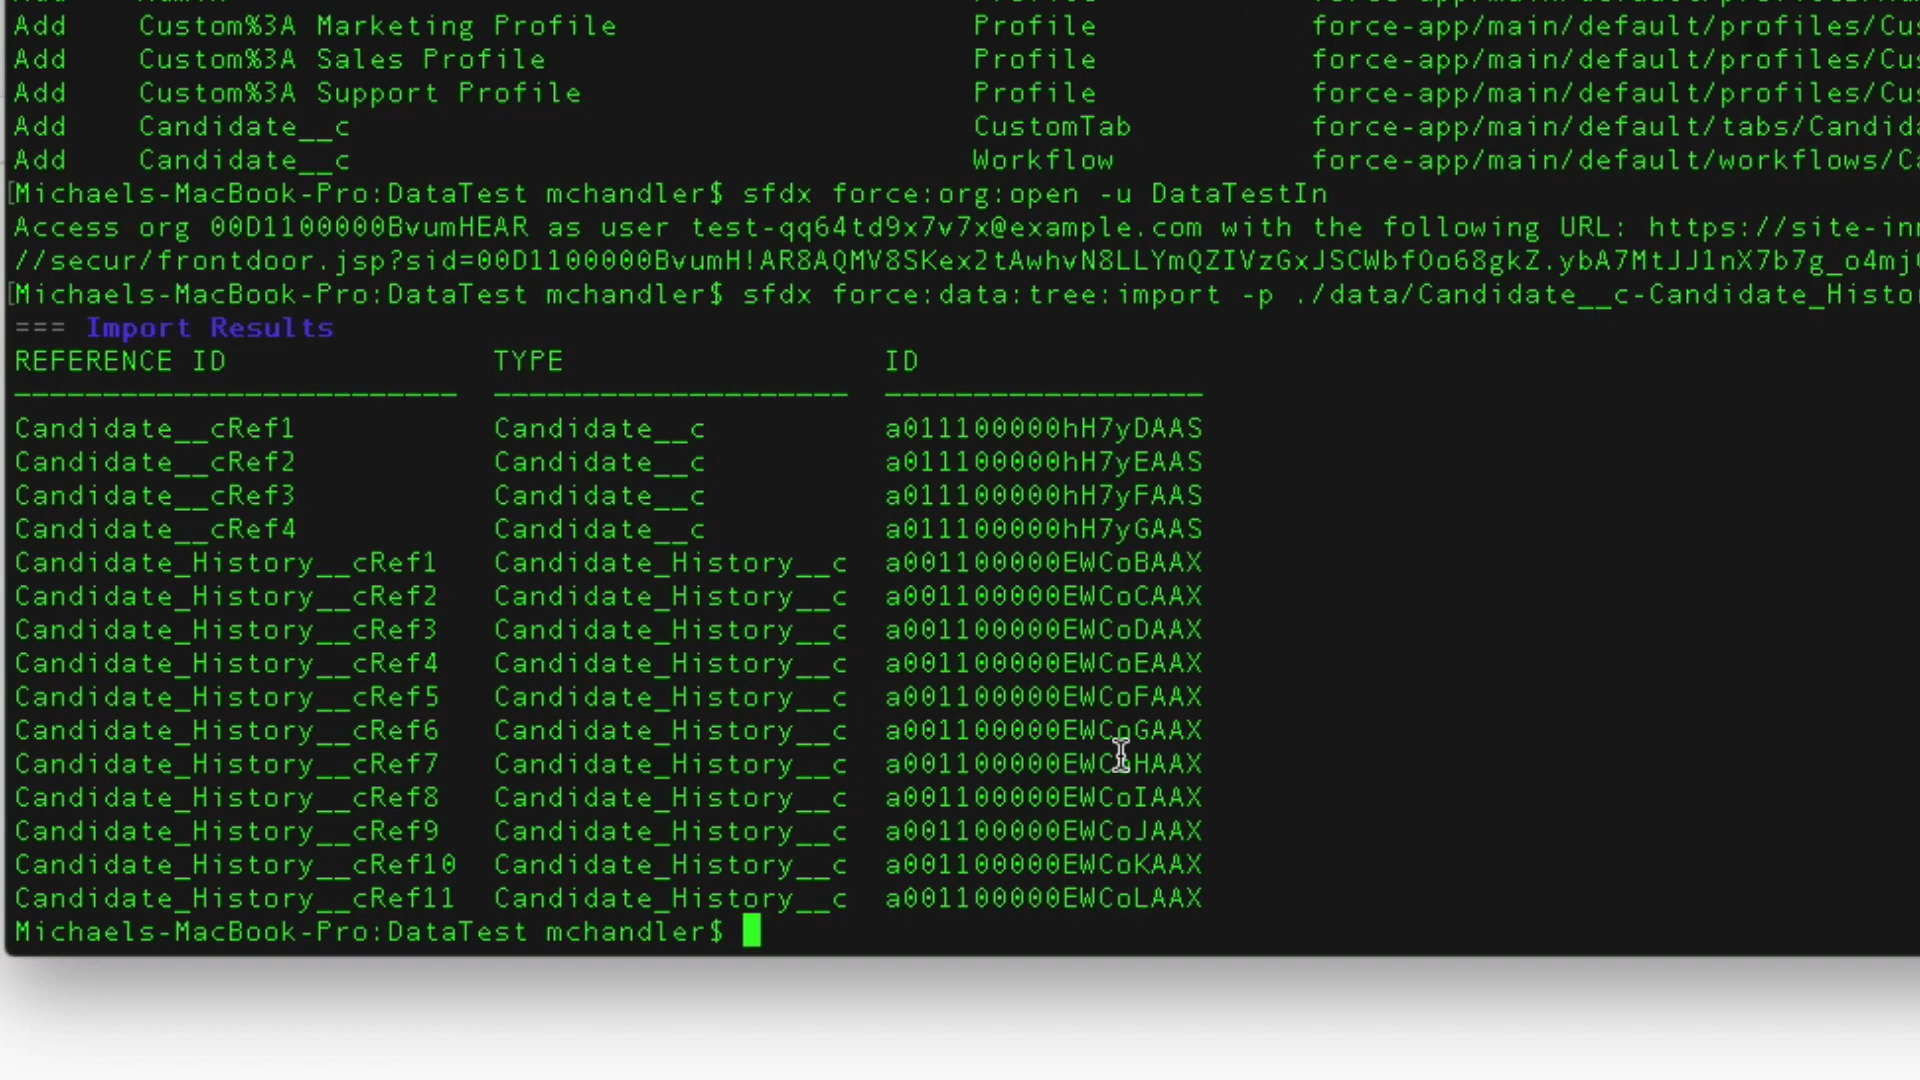 Add Custom%3A Marketing Profile Profile force-app/main/default/profiles/Cus
Add Custom%3A Sales Profile Profile force-app/main/default/profiles/Cus
Add Custom%3A Support Profile Profile force-app/main/default/profiles/Cus
Add Candidate__c CustomTab force-app/main/default/tabs/Candida
Add Candidate__c Workflow force-app/main/default/workflows/Ca
[Michaels-MacBook-Pro:DataTest mchandler$ sfdx force:org:open -u DataTestIn
Access org 00D1100000BvumHEAR as user test-qq64td9x7v7x@example.com with the following URL: https://site-inn
//secur/frontdoor.jsp?sid=00D1100000BvumH!AR8AQMV8SKex2tAwhvN8LLYmQZIVzGxJSCWbfOo68gkZ.ybA7MtJJ1nX7b7g_o4mj
[Michaels-MacBook-Pro:DataTest mchandler$ sfdx force:data:tree:import -p ./data/Candidate__c-Candidate_Histor
=== Import Results
REFERENCE ID TYPE ID
───────────────────────── ──────────────────── ──────────────────
Candidate__cRef1 Candidate__c a011100000hH7yDAAS
Candidate__cRef2 Candidate__c a011100000hH7yEAAS
Candidate__cRef3 Candidate__c a011100000hH7yFAAS
Candidate__cRef4 Candidate__c a011100000hH7yGAAS
Candidate_History__cRef1 Candidate_History__c a001100000EWCoBAAX
Candidate_History__cRef2 Candidate_History__c a001100000EWCoCAAX
Candidate_History__cRef3 Candidate_History__c a001100000EWCoDAAX
Candidate_History__cRef4 Candidate_History__c a001100000EWCoEAAX
Candidate_History__cRef5 Candidate_History__c a001100000EWCoFAAX
Candidate_History__cRef6 Candidate_History__c a001100000EWCoGAAX
Candidate_History__cRef7 Candidate_History__c a001100000EWCoHAAX
Candidate_History__cRef8 Candidate_History__c a001100000EWCoIAAX
Candidate_History__cRef9 Candidate_History__c a001100000EWCoJAAX
Candidate_History__cRef10 Candidate_History__c a001100000EWCoKAAX
Candidate_History__cRef11 Candidate_History__c a001100000EWCoLAAX
Michaels-MacBook-Pro:DataTest mchandler$